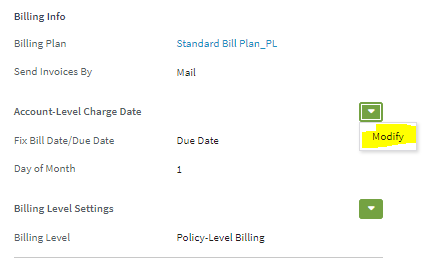 Billing Info
Billing Plan Standard Bill Plan_PL
Send Invoices By Mail
Account-Level Charge Date
Modify
Fix Bill Date/Due Date Due Date
Day of Month 1
Billing Level Settings
Billing Level Policy-Level Billing